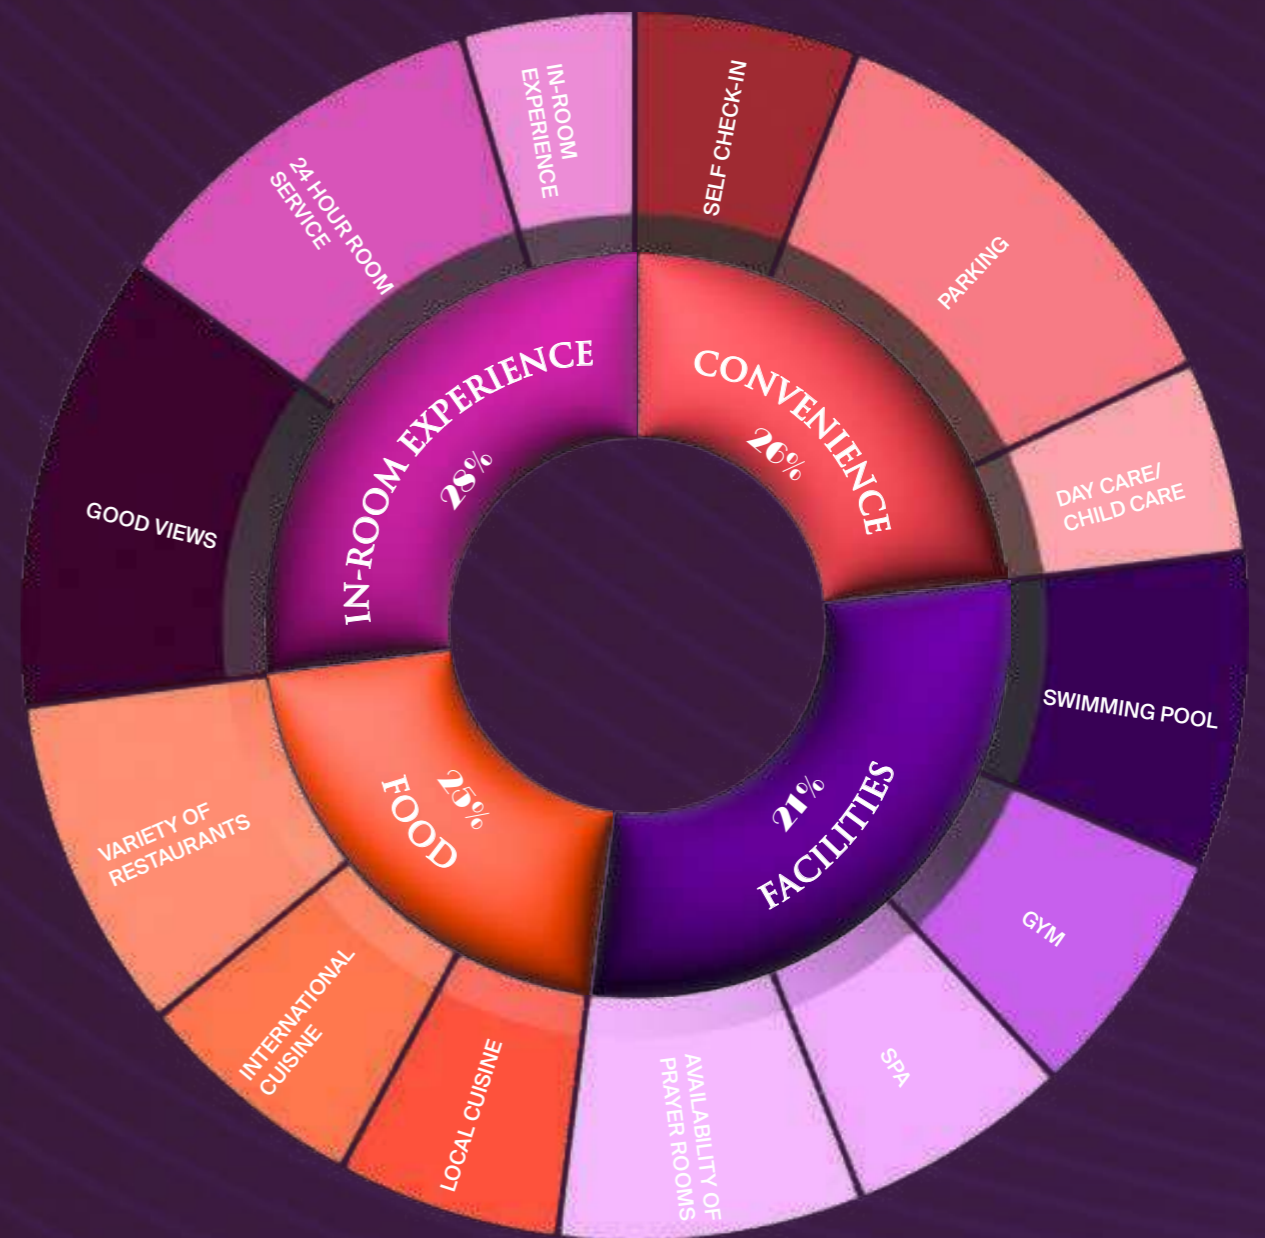 SELF CHECK-IN
PARKING
DAY CARE/
CHILD CARE
CONVENIENCE
26%
SWIMMING POOL
GYM
SPA
AVAILABILITY OF
PRAYER ROOMS
21%
FACILITIES
LOCAL CUISINE
INTERNATIONAL
CUISINE
VARIETY OF
RESTAURANTS
25%
FOOD
GOOD VIEWS
24 HOUR ROOM
SERVICE
IN-ROOM
EXPERIENCE
IN-ROOM EXPERIENCE
28%